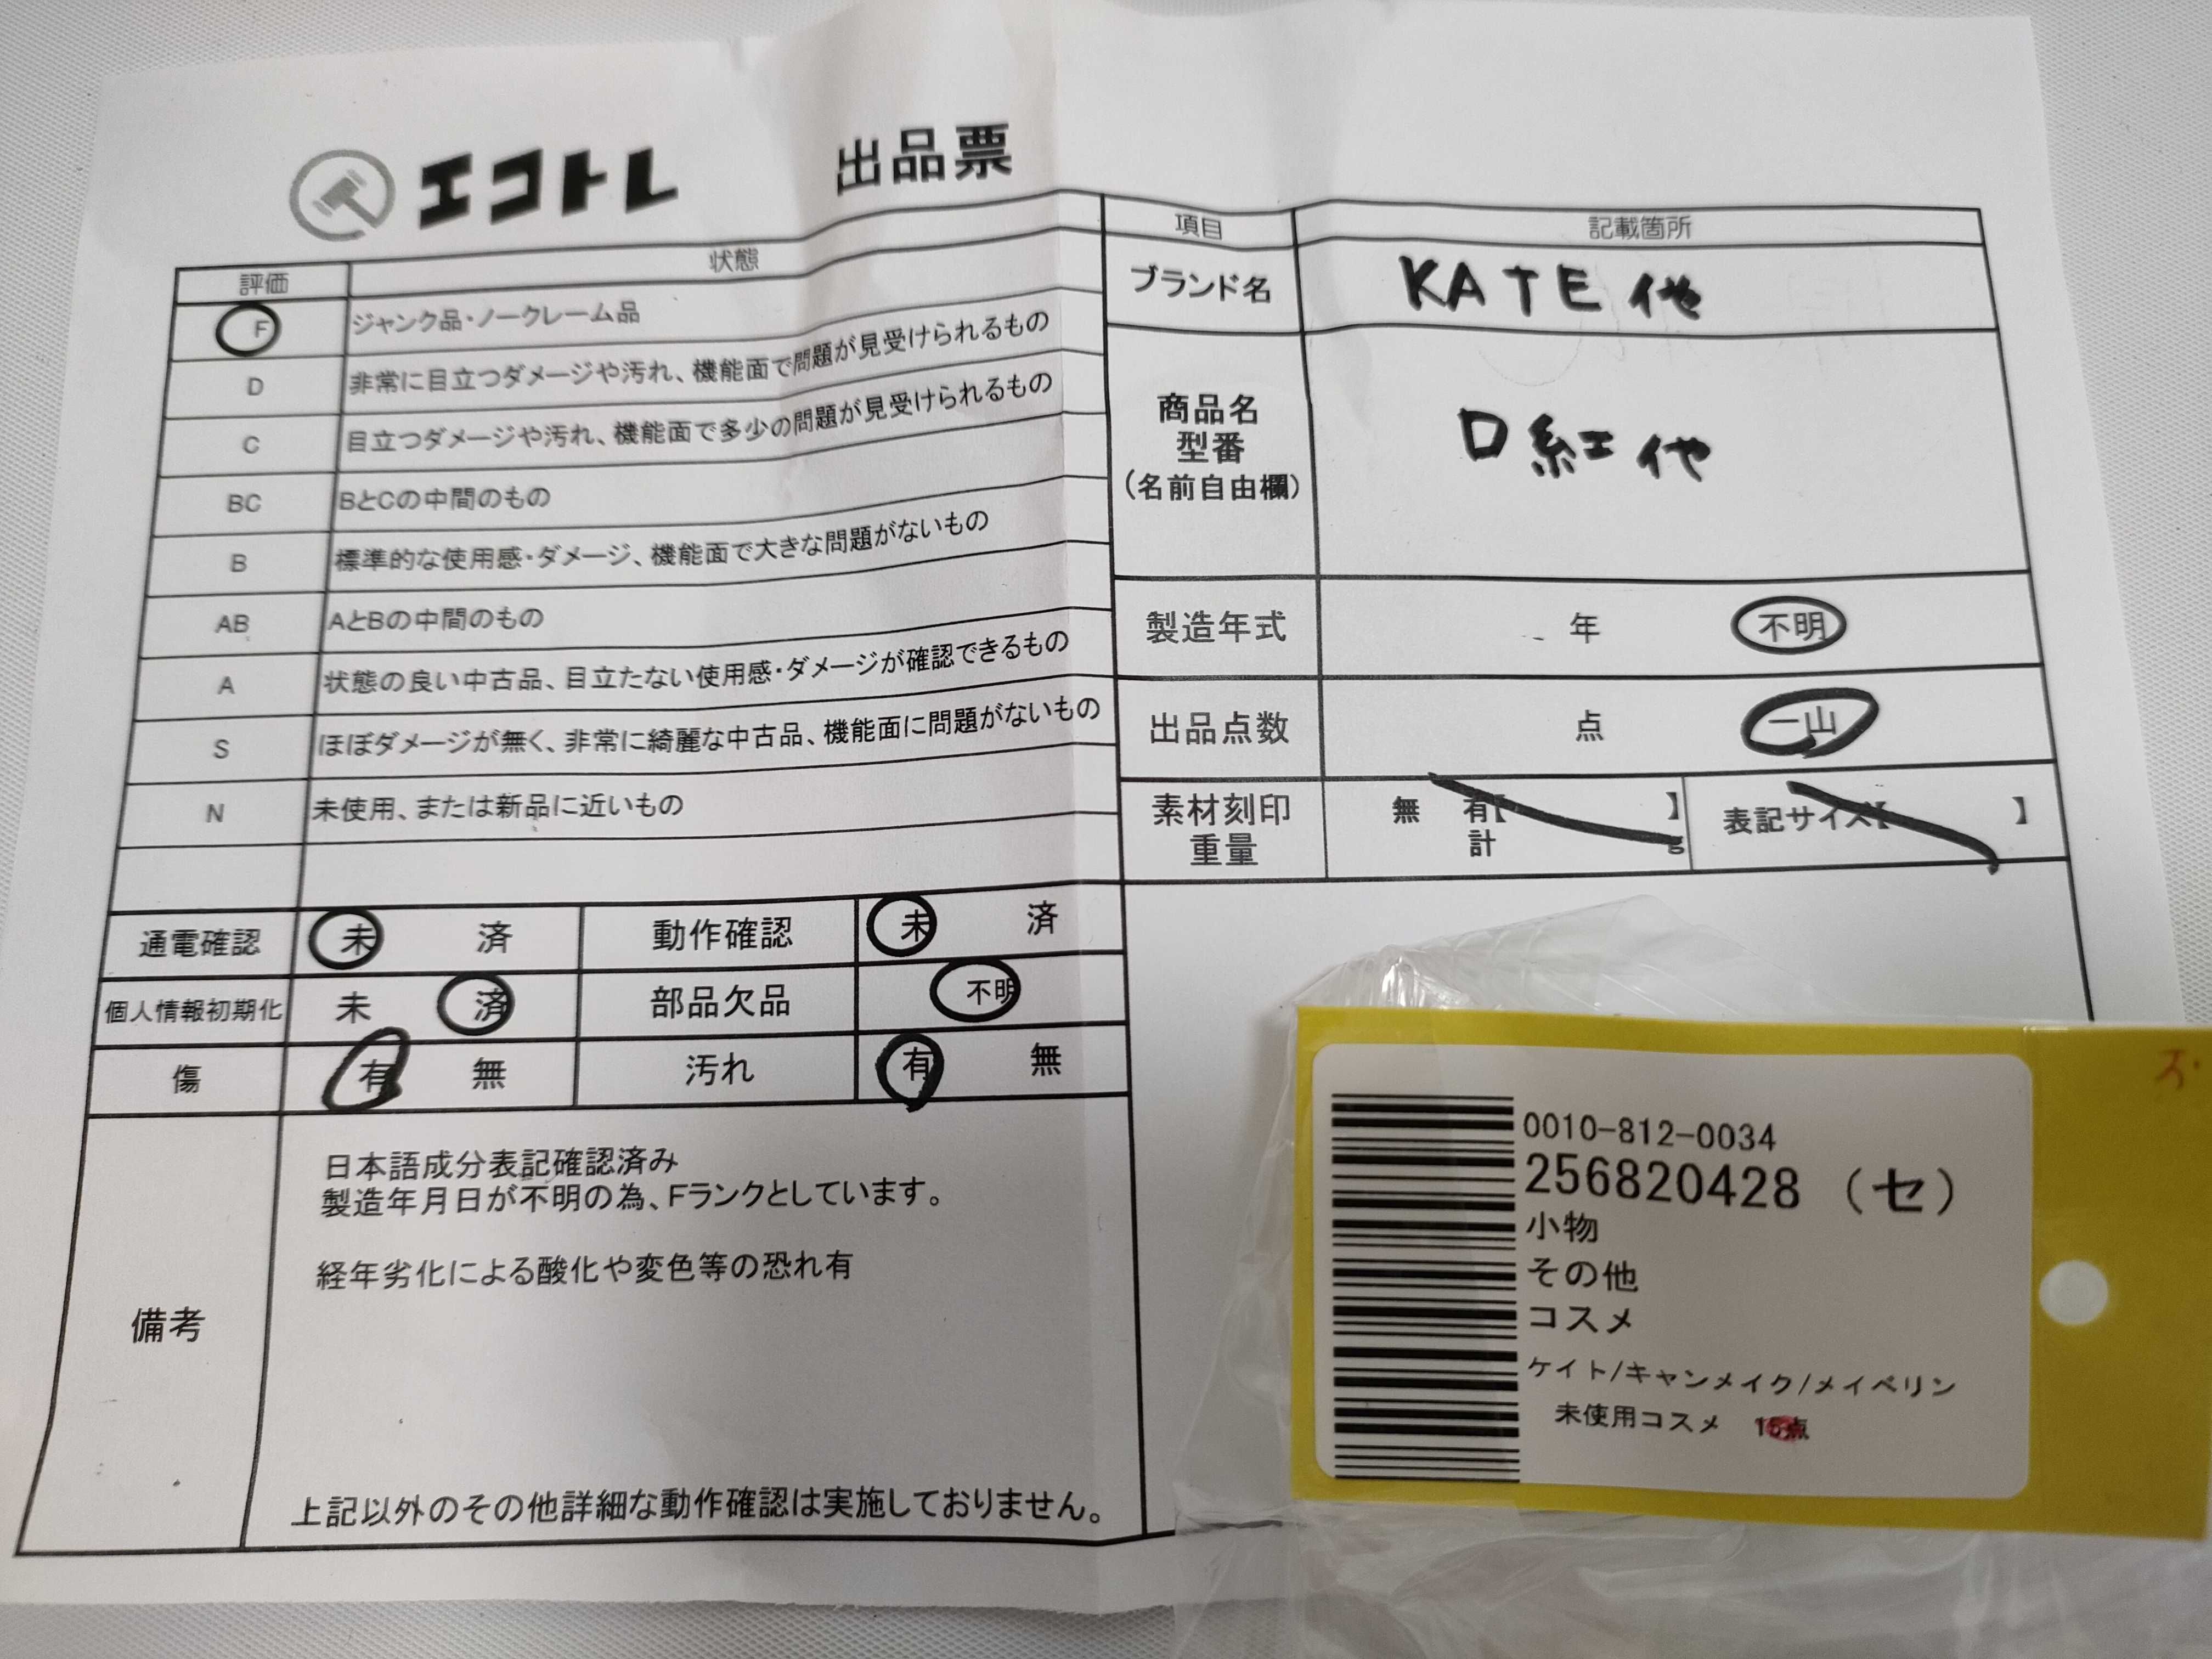 エコトレ 出品票
評価 状態
F ジャンク品・ノークレーム品
D 非常に目立つダメージや汚れ、機能面で問題が見受けられるもの
C 目立つダメージや汚れ、機能面で多少の問題が見受けられるもの
BC BとCの中間のもの
B 標準的な使用感・ダメージ、機能面で大きな問題がないもの
AB AとBの中間のもの
A 状態の良い中古品、目立たない使用感・ダメージが確認できるもの
S ほぼダメージが無く、非常に綺麗な中古品、機能面に問題がないもの
N 未使用、または新品に近いもの
通電確認 未 済 動作確認 未 済
個人情報初期化 未 済 部品欠品 不明
傷 有 無 汚れ 有 無
備考
日本語成分表記確認済み
製造年月日が不明の為、Fランクとしています。
経年劣化による酸化や変色等の恐れ有
上記以外のその他詳細な動作確認は実施しておりません。
項目 記載箇所
ブランド名 KATE 他
商品名
型番
(名前自由欄)
口紅 他
製造年式 年 不明
出品点数 点 一山
素材刻印
重量
無 有【 】
計 g
表記サイズ【 】
0010-812-0034
256820428 (セ)
小物
その他
コスメ
ケイト/キャンメイク/メイベリン
未使用コスメ